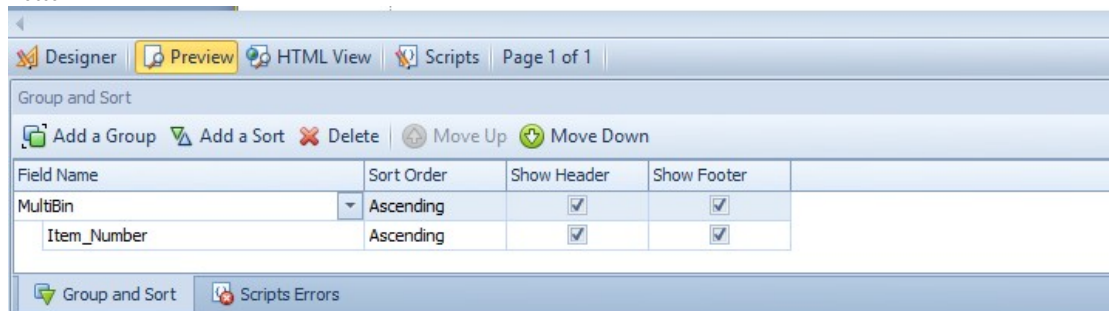 Designer Preview HTML View Scripts Page 1 of 1
Group and Sort
Add a Group Add a Sort Delete Move Up Move Down
Field Name Sort Order Show Header Show Footer
MultiBin Ascending
Item_Number Ascending
Group and Sort Scripts Errors